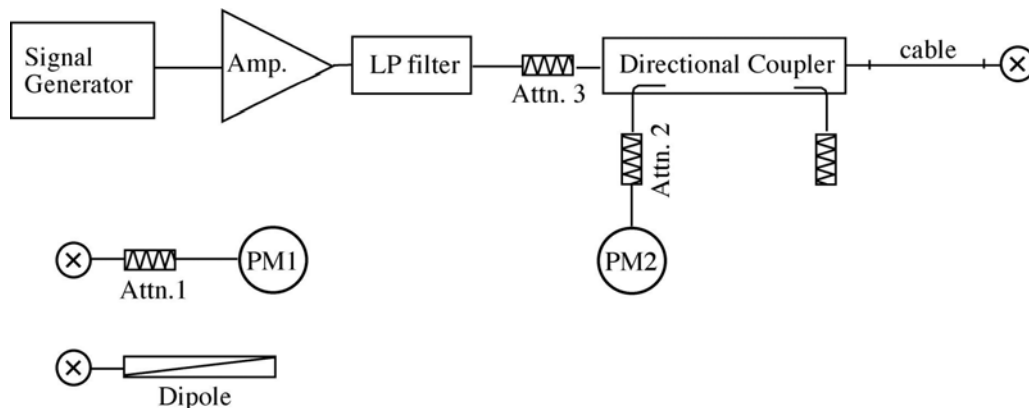 Signal
Generator
Amp.
LP filter
Attn. 3
Directional Coupler
cable
Attn. 2
PM1
Attn.1
PM2
Dipole